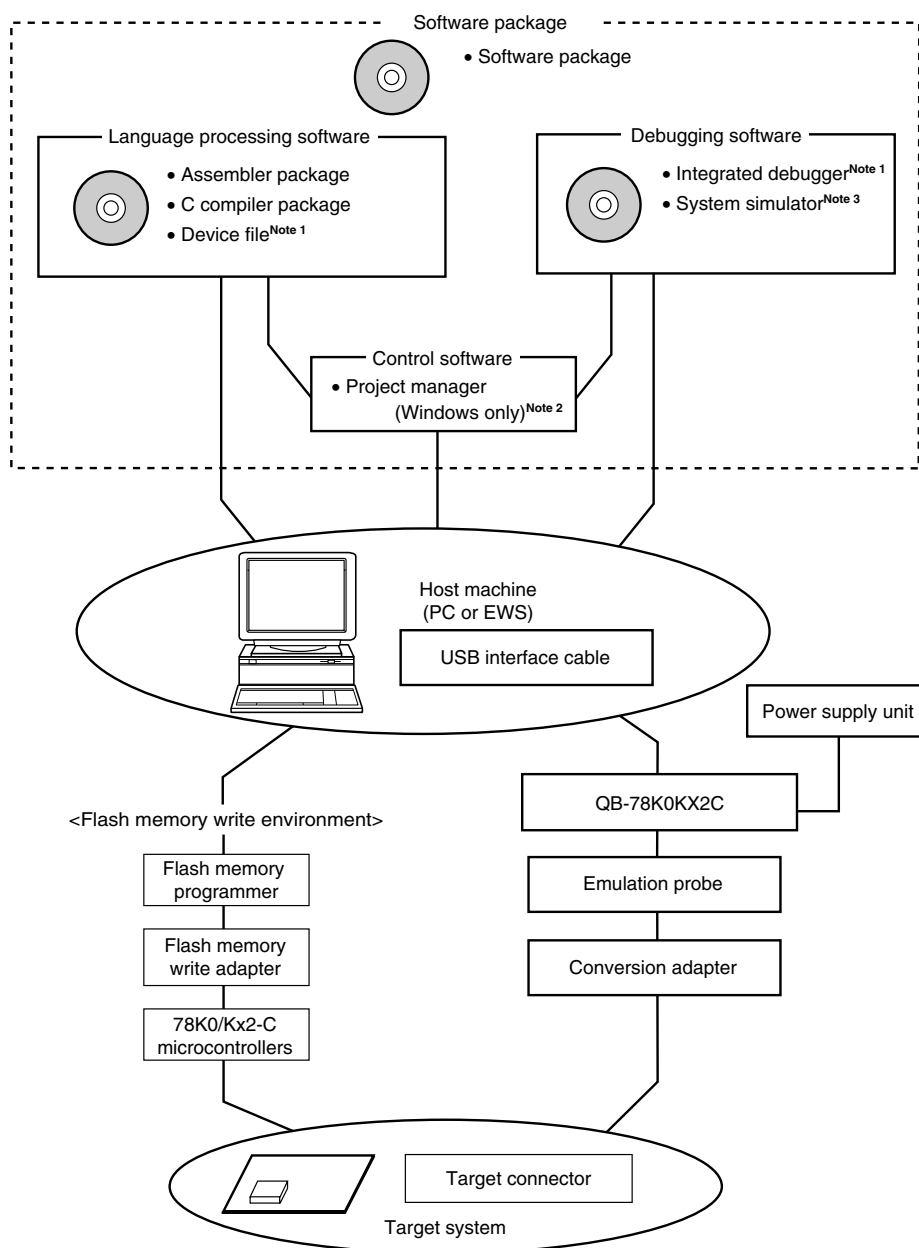 Software package
• Software package
Language processing software
• Assembler package
• C compiler package
• Device fileNote 1
Debugging software
• Integrated debuggerNote 1
• System simulatorNote 3
Control software
• Project manager
(Windows only)Note 2
Host machine
(PC or EWS)
USB interface cable
Power supply unit
QB-78K0KX2C
<Flash memory write environment>
Flash memory
programmer
Emulation probe
Flash memory
write adapter
Conversion adapter
78K0/Kx2-C
microcontrollers
Target connector
Target system